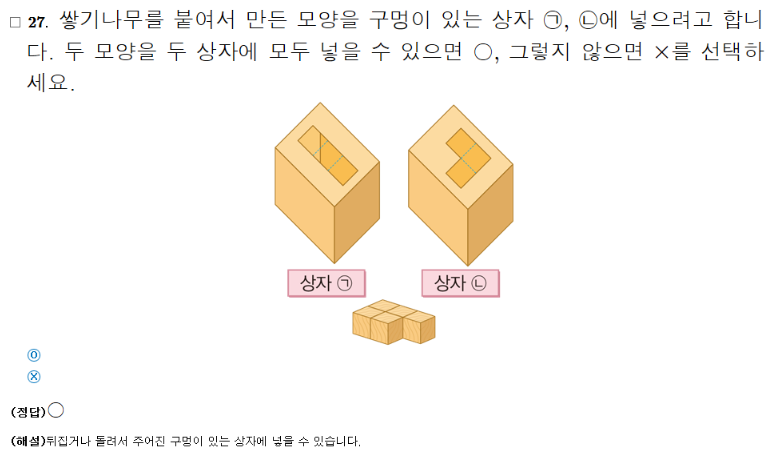 □ 27. 쌓기나무를 붙여서 만든 모양을 구멍이 있는 상자 ㉠, ㉡에 넣으려고 합니
다. 두 모양을 두 상자에 모두 넣을 수 있으면 ○, 그렇지 않으면 ×를 선택하
세요.
상자 ㉠
상자 ㉡
Ⓞ
ⓧ
(정답)○
(해설)뒤집거나 돌려서 주어진 구멍이 있는 상자에 넣을 수 있습니다.